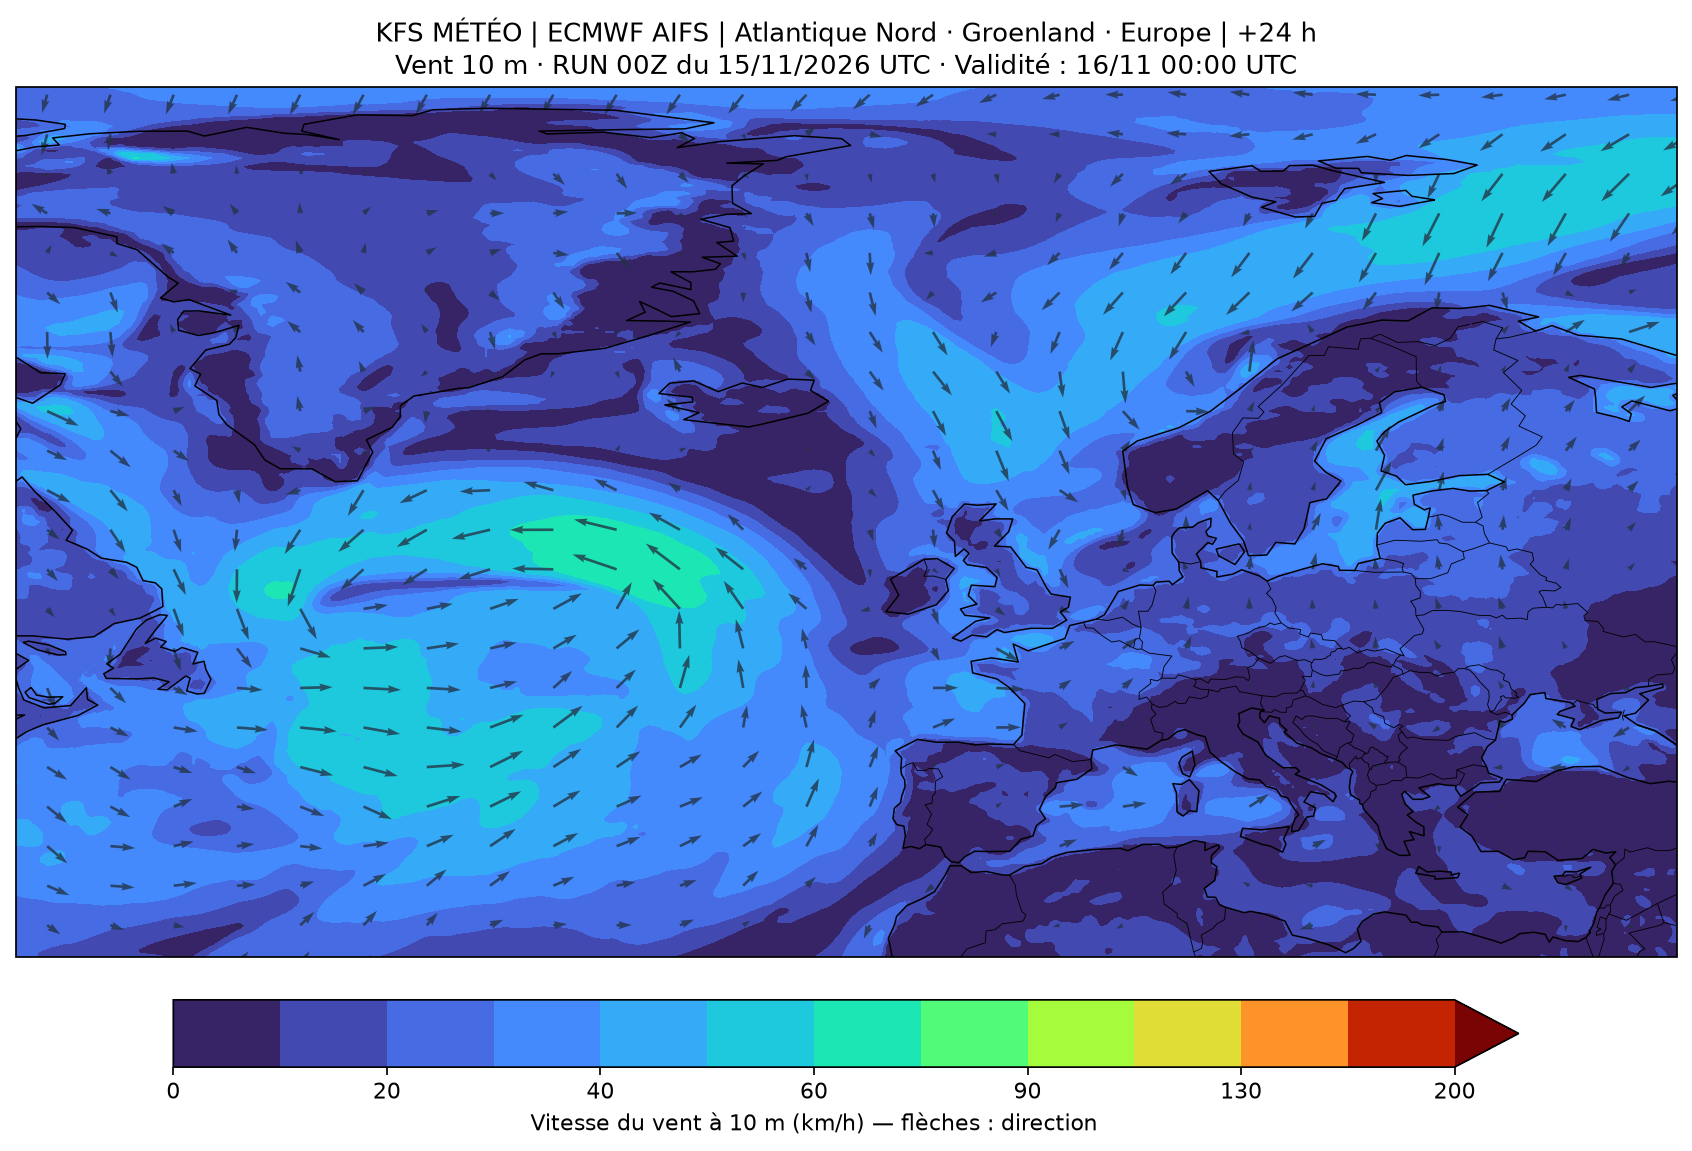 KFS MÉTÉO | ECMWF AIFS | Atlantique Nord · Groenland · Europe | +24 h
Vent 10 m · RUN 00Z du 15/11/2026 UTC · Validité : 16/11 00:00 UTC
0 20 40 60 90 130 200
Vitesse du vent à 10 m (km/h) — flèches : direction